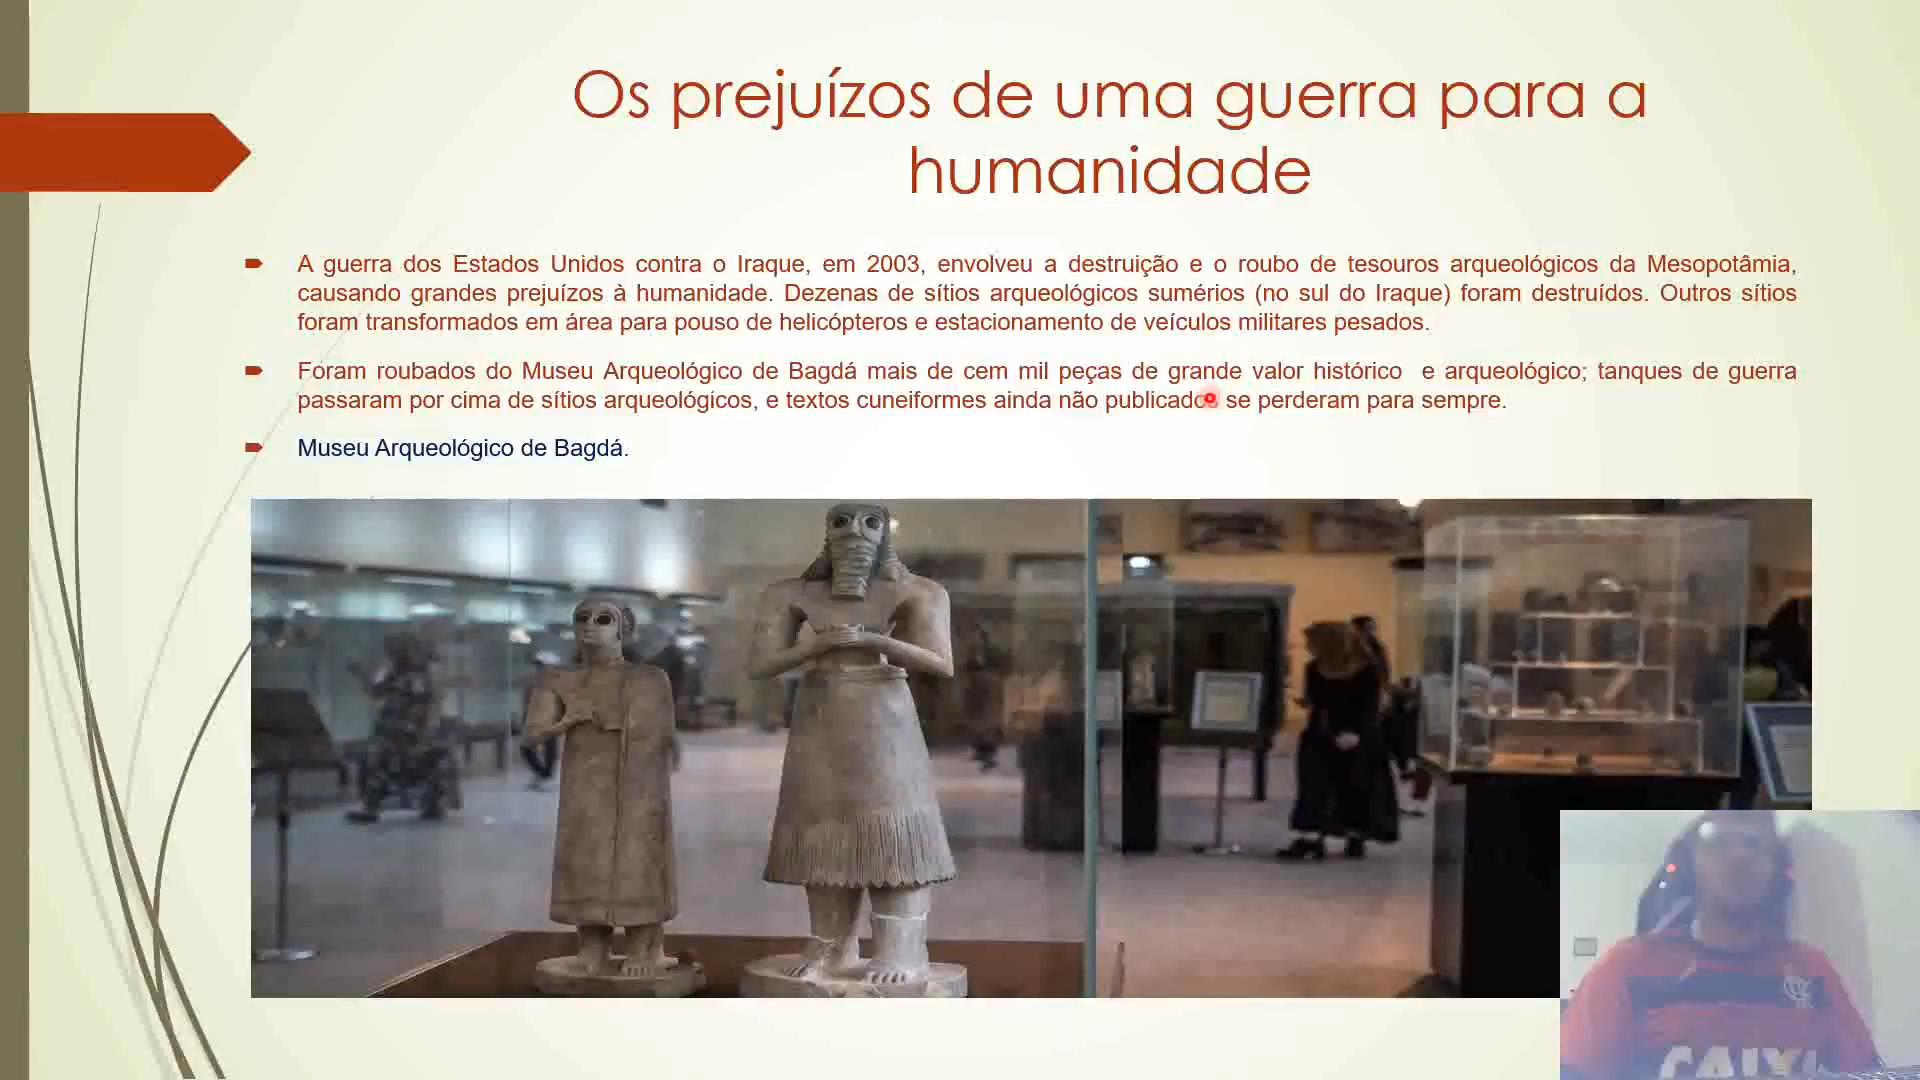 Os prejuízos de uma guerra para a
humanidade
A guerra dos Estados Unidos contra o Iraque, em 2003, envolveu a destruição e o roubo de tesouros arqueológicos da Mesopotâmia,
causando grandes prejuízos à humanidade. Dezenas de sítios arqueológicos sumérios (no sul do Iraque) foram destruídos. Outros sítios
foram transformados em área para pouso de helicópteros e estacionamento de veículos militares pesados.
Foram roubados do Museu Arqueológico de Bagdá mais de cem mil peças de grande valor histórico  e arqueológico; tanques de guerra
passaram por cima de sítios arqueológicos, e textos cuneiformes ainda não publicados se perderam para sempre.
Museu Arqueológico de Bagdá.